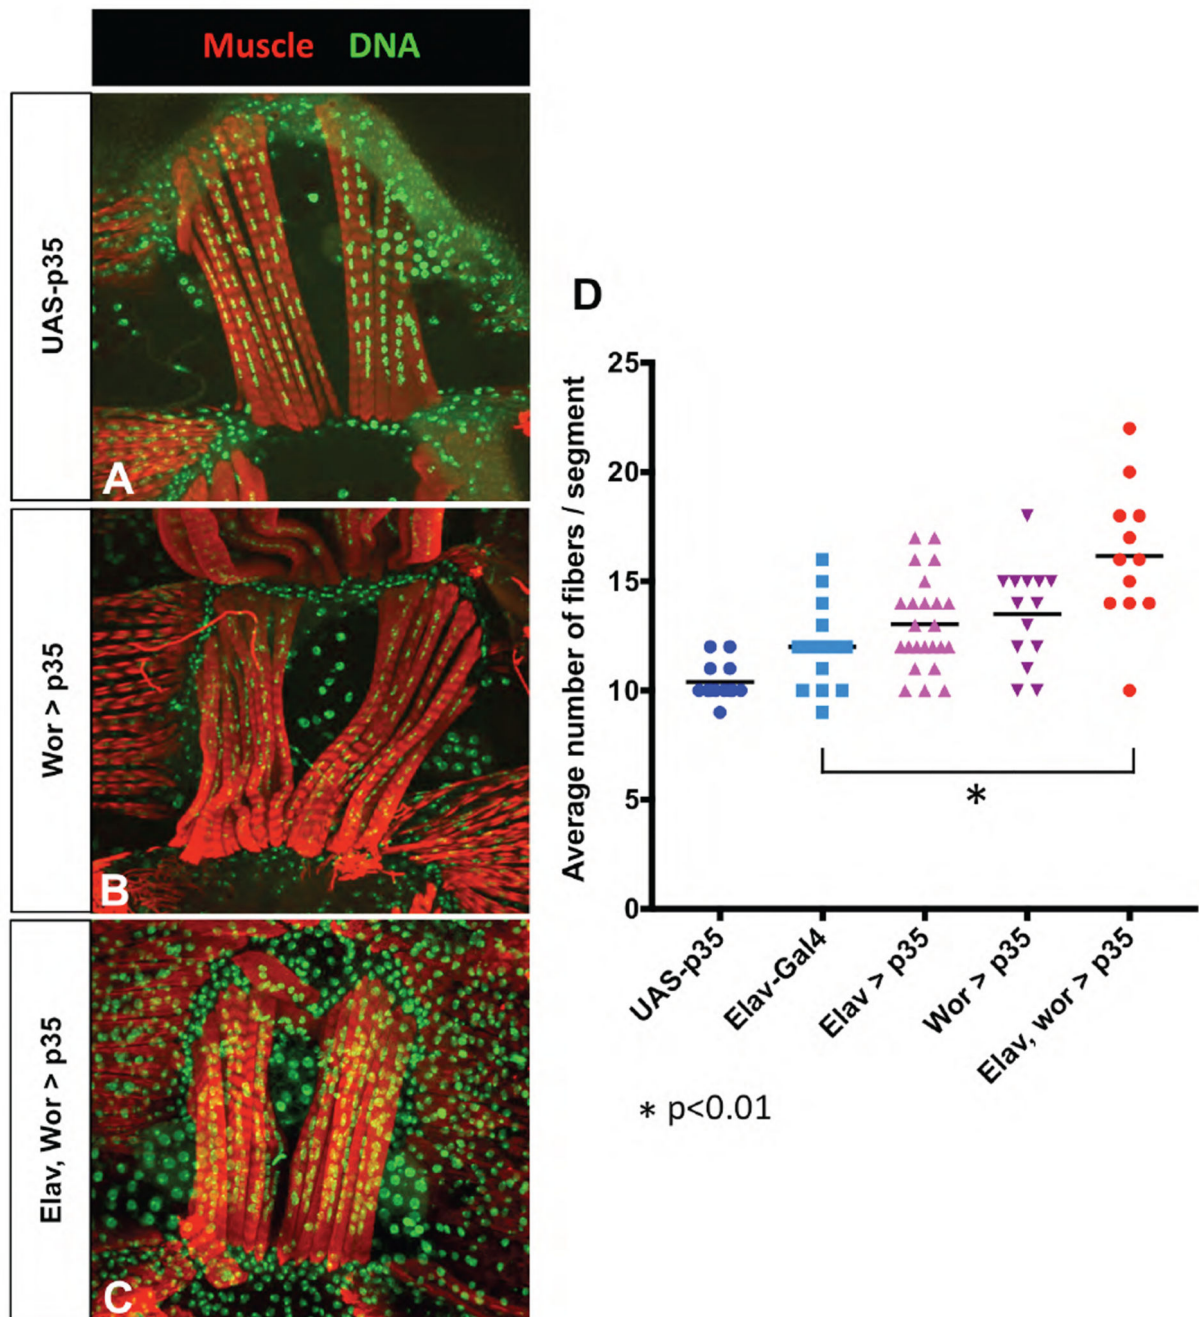 Muscle DNA
UAS-p35
A
Wor > p35
B
Elav, Wor > p35
C
D
Average number of fibers / segment
25
20
15
10
5
0
*
UAS-p35
Elav-Gal4
Elav > p35
Wor > p35
Elav, wor > p35
* p<0.01